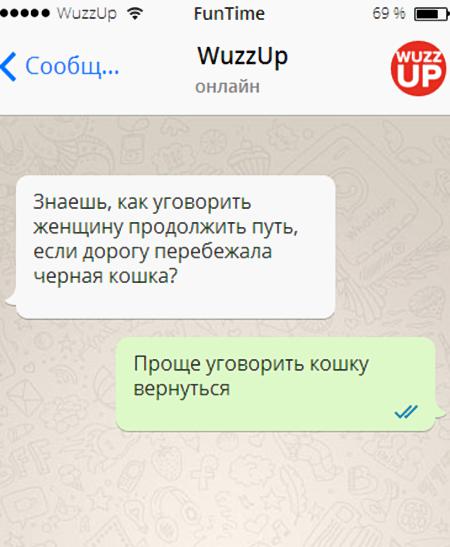 WuzzUp FunTime 69 %
Сообщ... WuzzUp WUZZ
онлайн UP
Знаешь, как уговорить
женщину продолжить путь,
если дорогу перебежала
черная кошка?
Проще уговорить кошку
вернуться